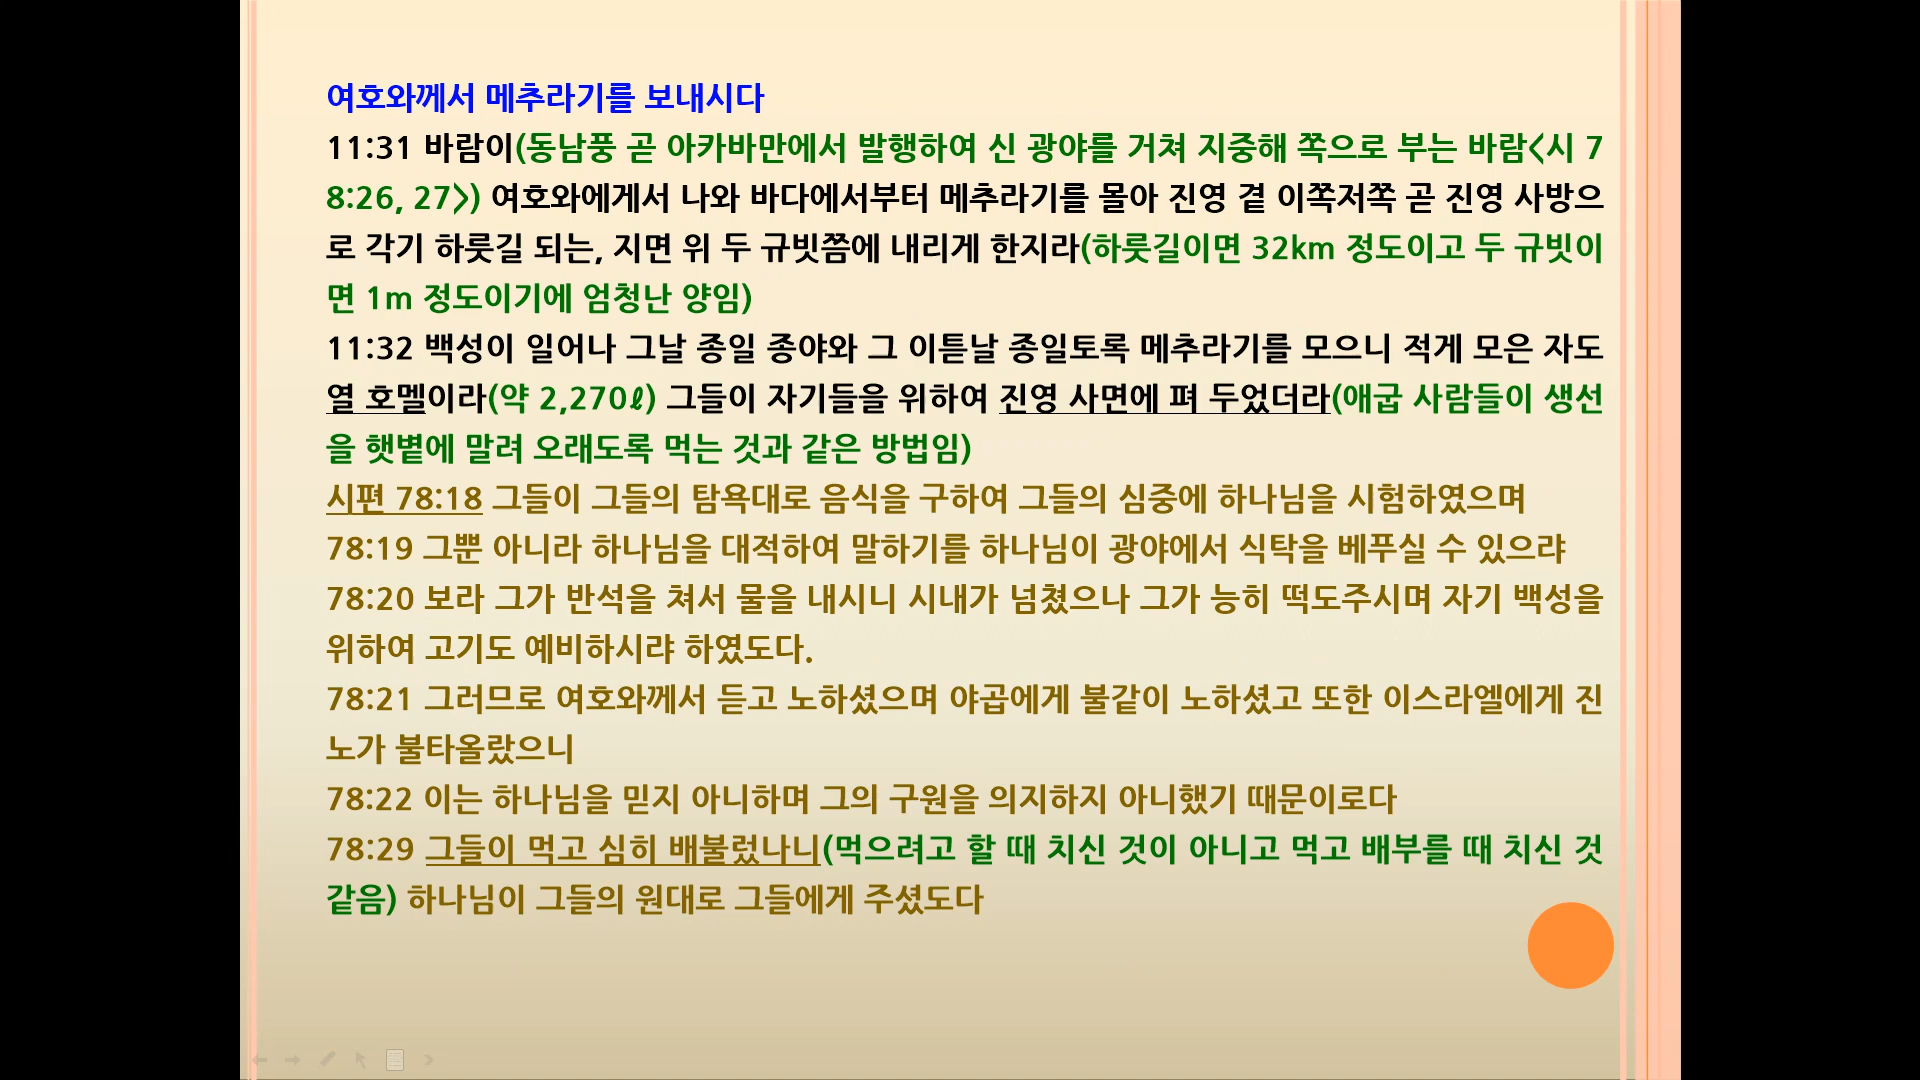 여호와께서 메추라기를 보내시다
11:31 바람이(동남풍 곧 아카바만에서 발행하여 신 광야를 거쳐 지중해 쪽으로 부는 바람<시 7
8:26, 27>) 여호와에게서 나와 바다에서부터 메추라기를 몰아 진영 곁 이쪽저쪽 곧 진영 사방으
로 각기 하룻길 되는, 지면 위 두 규빗쯤에 내리게 한지라(하룻길이면 32km 정도이고 두 규빗이
면 1m 정도이기에 엄청난 양임)
11:32 백성이 일어나 그날 종일 종야와 그 이튿날 종일토록 메추라기를 모으니 적게 모은 자도
열 호멜이라(약 2,270ℓ) 그들이 자기들을 위하여 진영 사면에 펴 두었더라(애굽 사람들이 생선
을 햇볕에 말려 오래도록 먹는 것과 같은 방법임)
시편 78:18 그들이 그들의 탐욕대로 음식을 구하여 그들의 심중에 하나님을 시험하였으며
78:19 그뿐 아니라 하나님을 대적하여 말하기를 하나님이 광야에서 식탁을 베푸실 수 있으랴
78:20 보라 그가 반석을 쳐서 물을 내시니 시내가 넘쳤으나 그가 능히 떡도주시며 자기 백성을
위하여 고기도 예비하시랴 하였도다.
78:21 그러므로 여호와께서 듣고 노하셨으며 야곱에게 불같이 노하셨고 또한 이스라엘에게 진
노가 불타올랐으니
78:22 이는 하나님을 믿지 아니하며 그의 구원을 의지하지 아니했기 때문이로다
78:29 그들이 먹고 심히 배불렀나니(먹으려고 할 때 치신 것이 아니고 먹고 배부를 때 치신 것
같음) 하나님이 그들의 원대로 그들에게 주셨도다